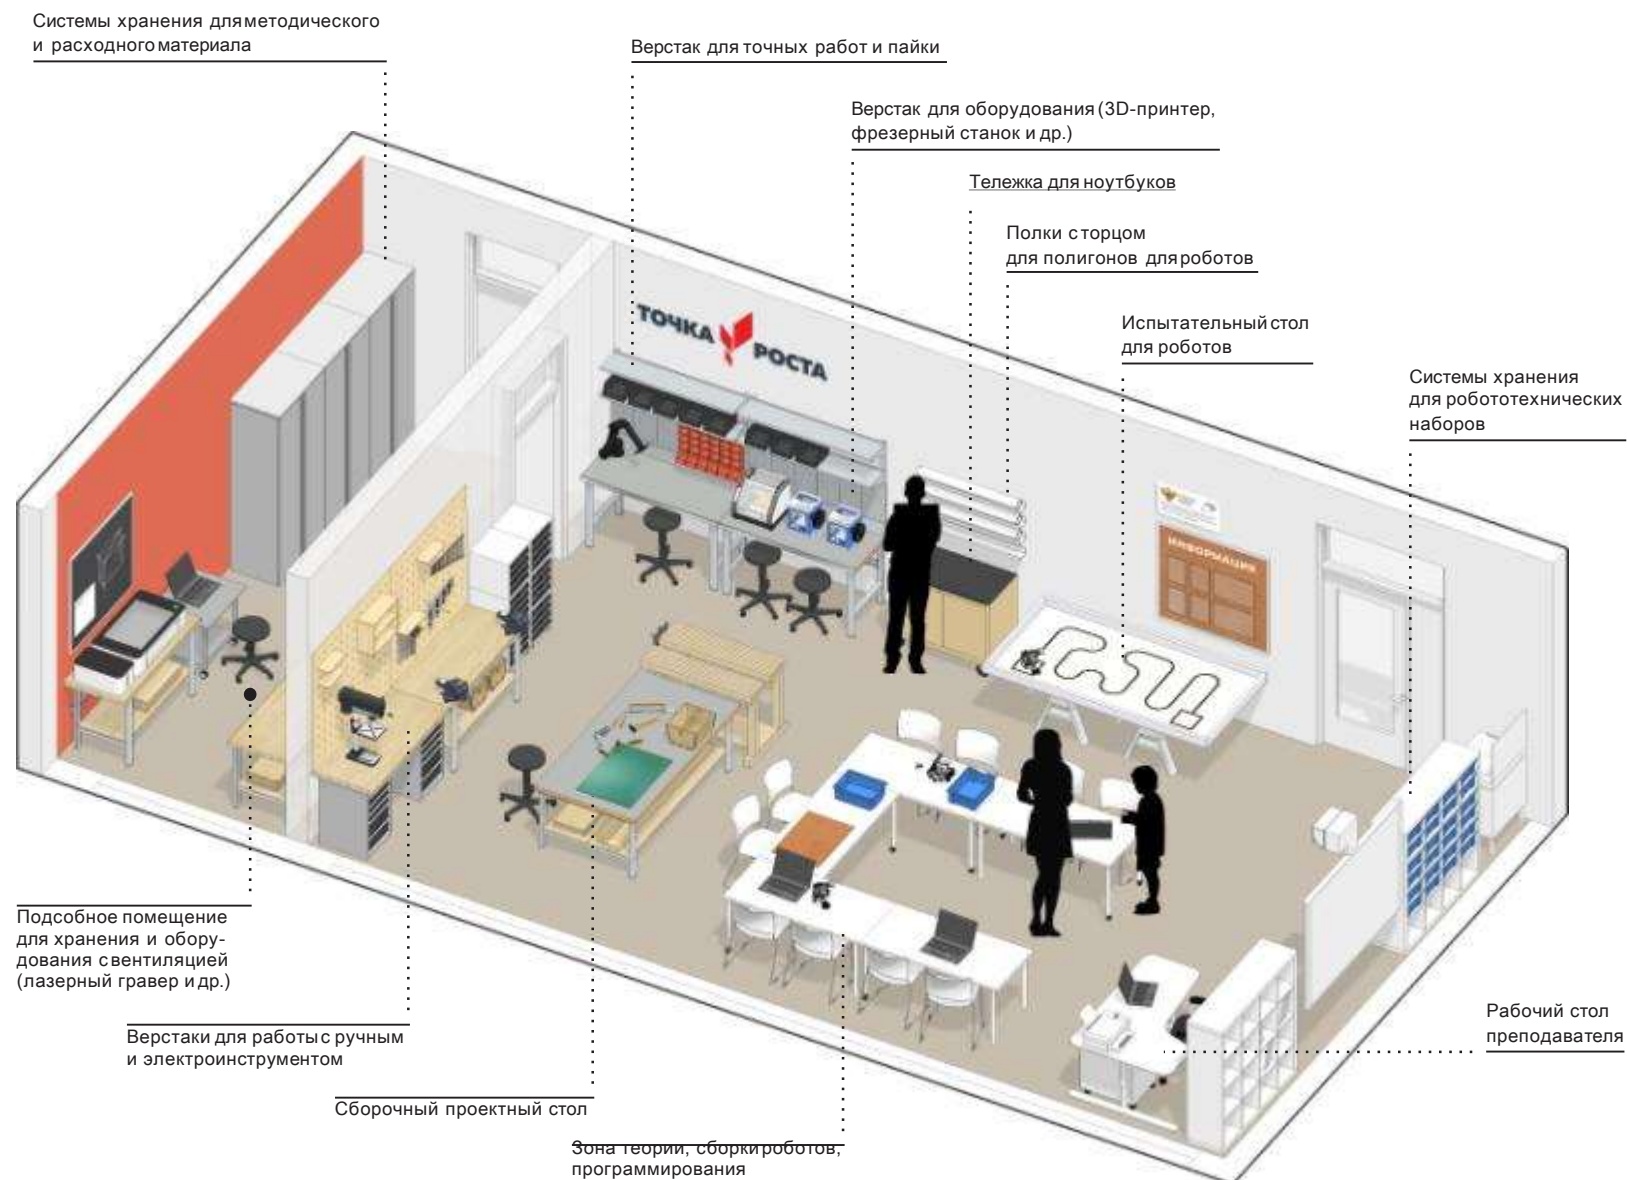 Системы хранения для методического
и расходного материала
Верстак для точных работ и пайки
Верстак для оборудования (3D-принтер,
фрезерный станок и др.)
Тележка для ноутбуков
Полки с торцом
для полигонов для роботов
Испытательный стол
для роботов
Системы хранения
для робототехнических
наборов
ТОЧКА
РОСТА
ИНФОРМАЦИЯ
Подсобное помещение
для хранения и обору-
дования с вентиляцией
(лазерный гравер и др.)
Верстаки для работы с ручным
и электроинструментом
Сборочный проектный стол
Зона теории, сборки роботов,
программирования
Рабочий стол
преподавателя